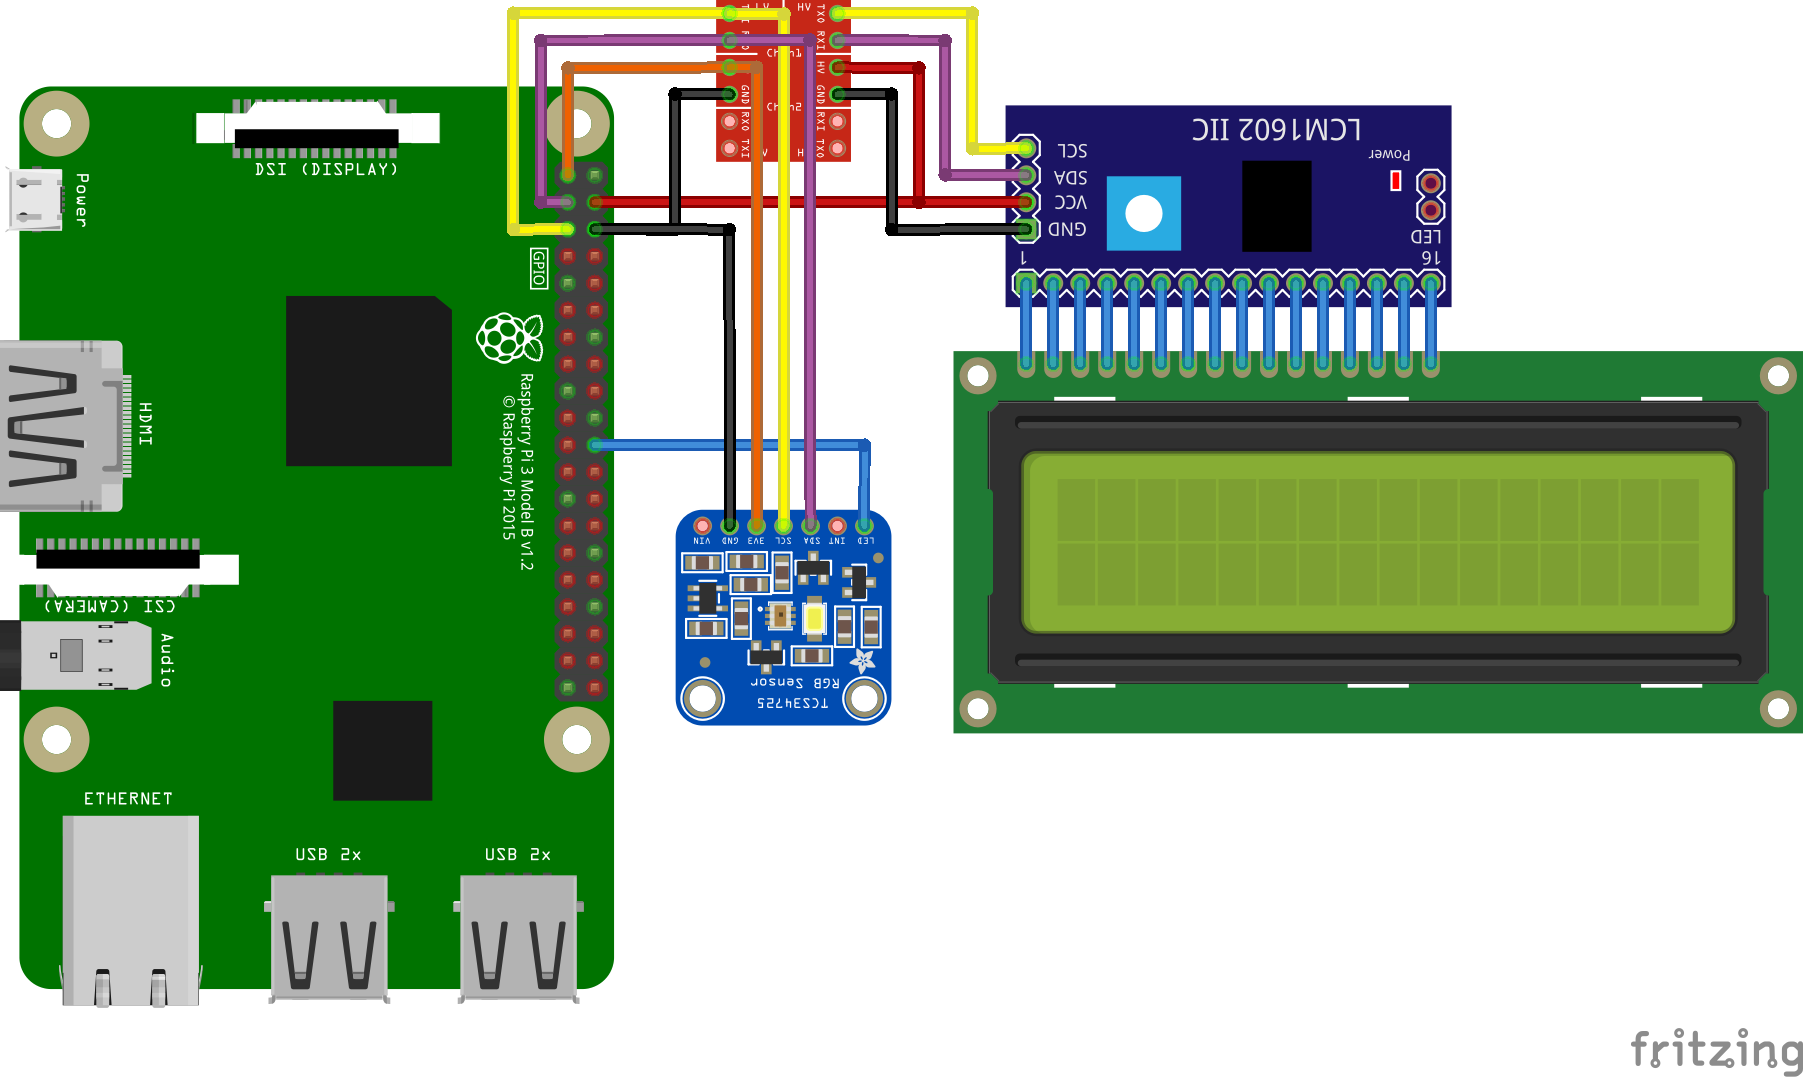 DSI (DISPLAY)
Power
HDMI
CSI (CAMERA)
Audio
ETHERNET
USB 2x
USB 2x
GPIO
Raspberry Pi 3 Model B v1.2
© Raspberry Pi 2015
HV
TXO
RXI
Chan1
HV
GND
GND
Chan2
RXO
RXI
TXI
TXO
LCM1602 IIC
SCL
SDA
VCC
GND
Power
LED
1
16
VIN
GND
3V3
SCL
SDA
INT
LED
RGB Sensor
TCS34725
fritzing